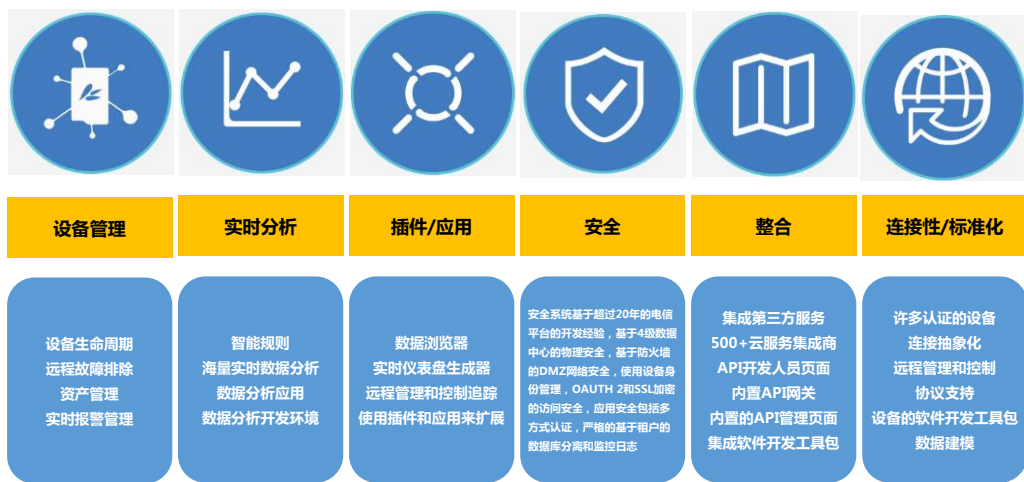 设备管理
实时分析
插件/应用
安全
整合
连接性/标准化
设备生命周期
远程故障排除
资产管理
实时报警管理
智能规则
海量实时数据分析
数据分析应用
数据分析开发环境
数据浏览器
实时仪表盘生成器
远程管理和控制追踪
使用插件和应用来扩展
安全系统基于超过20年的电信
平台的开发经验，基于4级数据
中心的物理安全，基于防火墙
的DMZ网络安全，使用设备身
份管理，OAUTH 2和SSL加密
的访问安全，应用安全包括多
方式认证，严格的基于租户的
数据库分离和监控日志
集成第三方服务
500+云服务集成商
API开发人员页面
内置API网关
内置的API管理页面
集成软件开发工具包
许多认证的设备
连接抽象化
远程管理和控制
协议支持
设备的软件开发工具包
数据建模